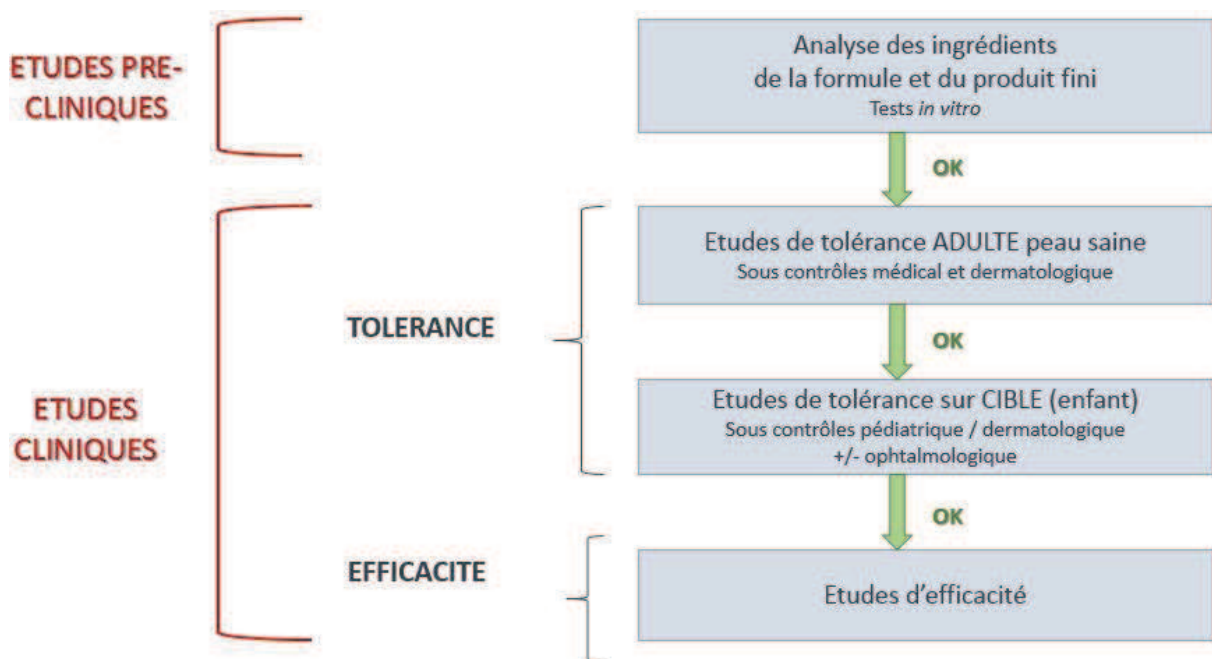 ETUDES PRE-
CLINIQUES
Analyse des ingrédients
de la formule et du produit fini
Tests in vitro
OK
Etudes de tolérance ADULTE peau saine
Sous contrôles médical et dermatologique
TOLERANCE
OK
ETUDES
CLINIQUES
Etudes de tolérance sur CIBLE (enfant)
Sous contrôles pédiatrique / dermatologique
+/- ophtalmologique
OK
EFFICACITE
Etudes d'efficacité